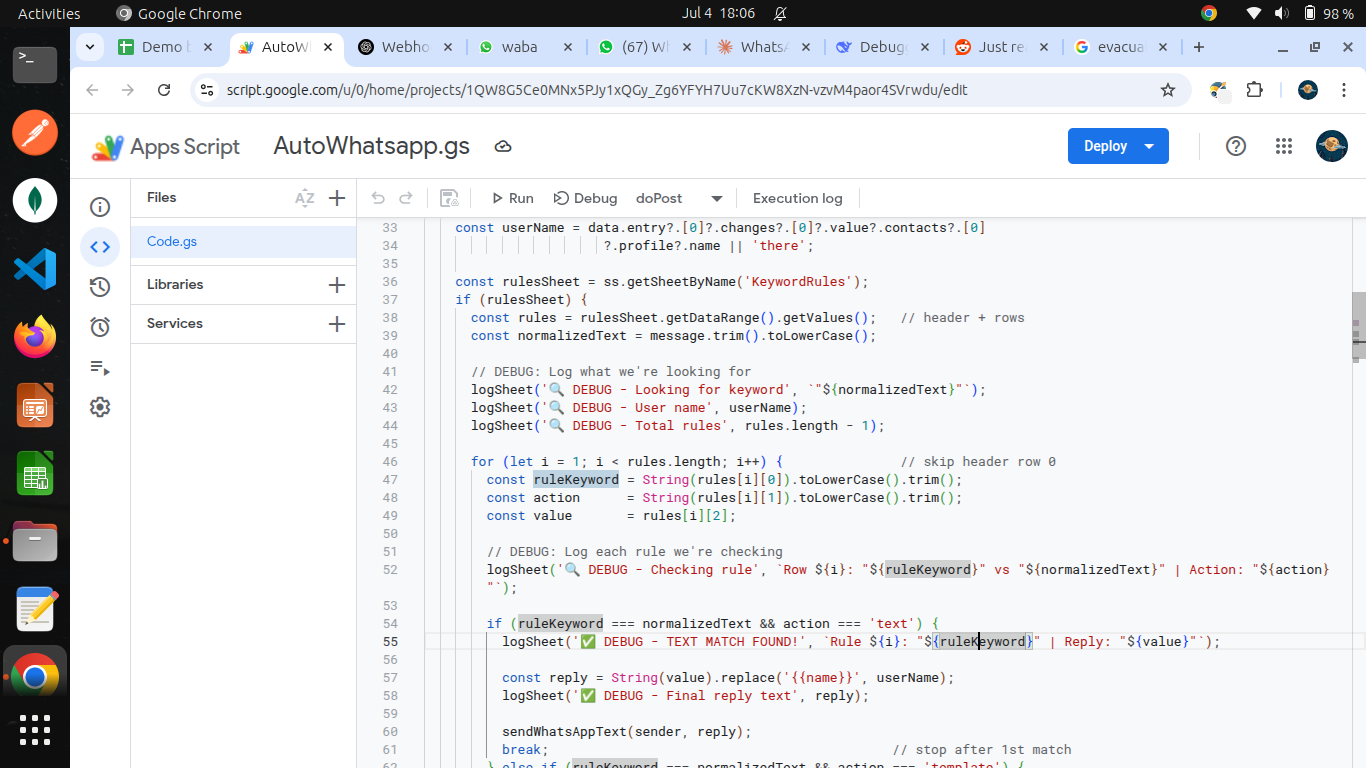 Activities
Google Chrome
Jul 4 18:06
98 %
Demo
AutoW
Webho
waba
(67) W
Whats
Debug
Just re
evacua
script.google.com/u/0/home/projects/1QW8G5Ce0MNx5PJy1xQGy_Zg6YFYH7Uu7cKW8XzN-vzvM4paor4SVrwdu/edit
Apps Script
AutoWhatsapp.gs
Deploy
Files
AZ
Run
Debug
doPost
Execution log
Code.gs
Libraries
Services
33 const userName = data.entry?.[0]?.changes?.[0]?.value?.contacts?.[0]
34 ?.profile?.name || 'there';
35
36 const rulesSheet = ss.getSheetByName('KeywordRules');
37 if (rulesSheet) {
38 const rules = rulesSheet.getDataRange().getValues(); // header + rows
39 const normalizedText = message.trim().toLowerCase();
40
41 // DEBUG: Log what we're looking for
42 logSheet('🔍 DEBUG - Looking for keyword', `"${normalizedText}"`);
43 logSheet('🔍 DEBUG - User name', userName);
44 logSheet('🔍 DEBUG - Total rules', rules.length - 1);
45
46 for (let i = 1; i < rules.length; i++) { // skip header row 0
47 const ruleKeyword = String(rules[i][0]).toLowerCase().trim();
48 const action = String(rules[i][1]).toLowerCase().trim();
49 const value = rules[i][2];
50
51 // DEBUG: Log each rule we're checking
52 logSheet('🔍 DEBUG - Checking rule', `Row ${i}: "${ruleKeyword}" vs "${normalizedText}" | Action: "${action}
"`);
53
54 if (ruleKeyword === normalizedText && action === 'text') {
55 logSheet('✅ DEBUG - TEXT MATCH FOUND!', `Rule ${i}: "${ruleKeyword}" | Reply: "${value}"`);
56
57 const reply = String(value).replace('{{name}}', userName);
58 logSheet('✅ DEBUG - Final reply text', reply);
59
60 sendWhatsAppText(sender, reply);
61 break; // stop after 1st match
62 } else if (ruleKeyword === normalizedText && action === 'template') {